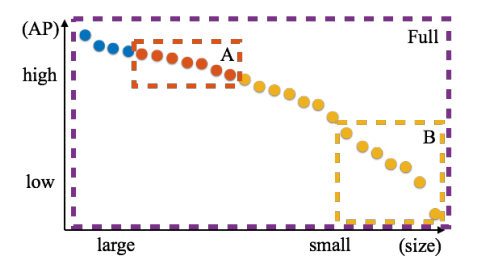 (AP)
Full
A
high
B
low
large
small
(size)